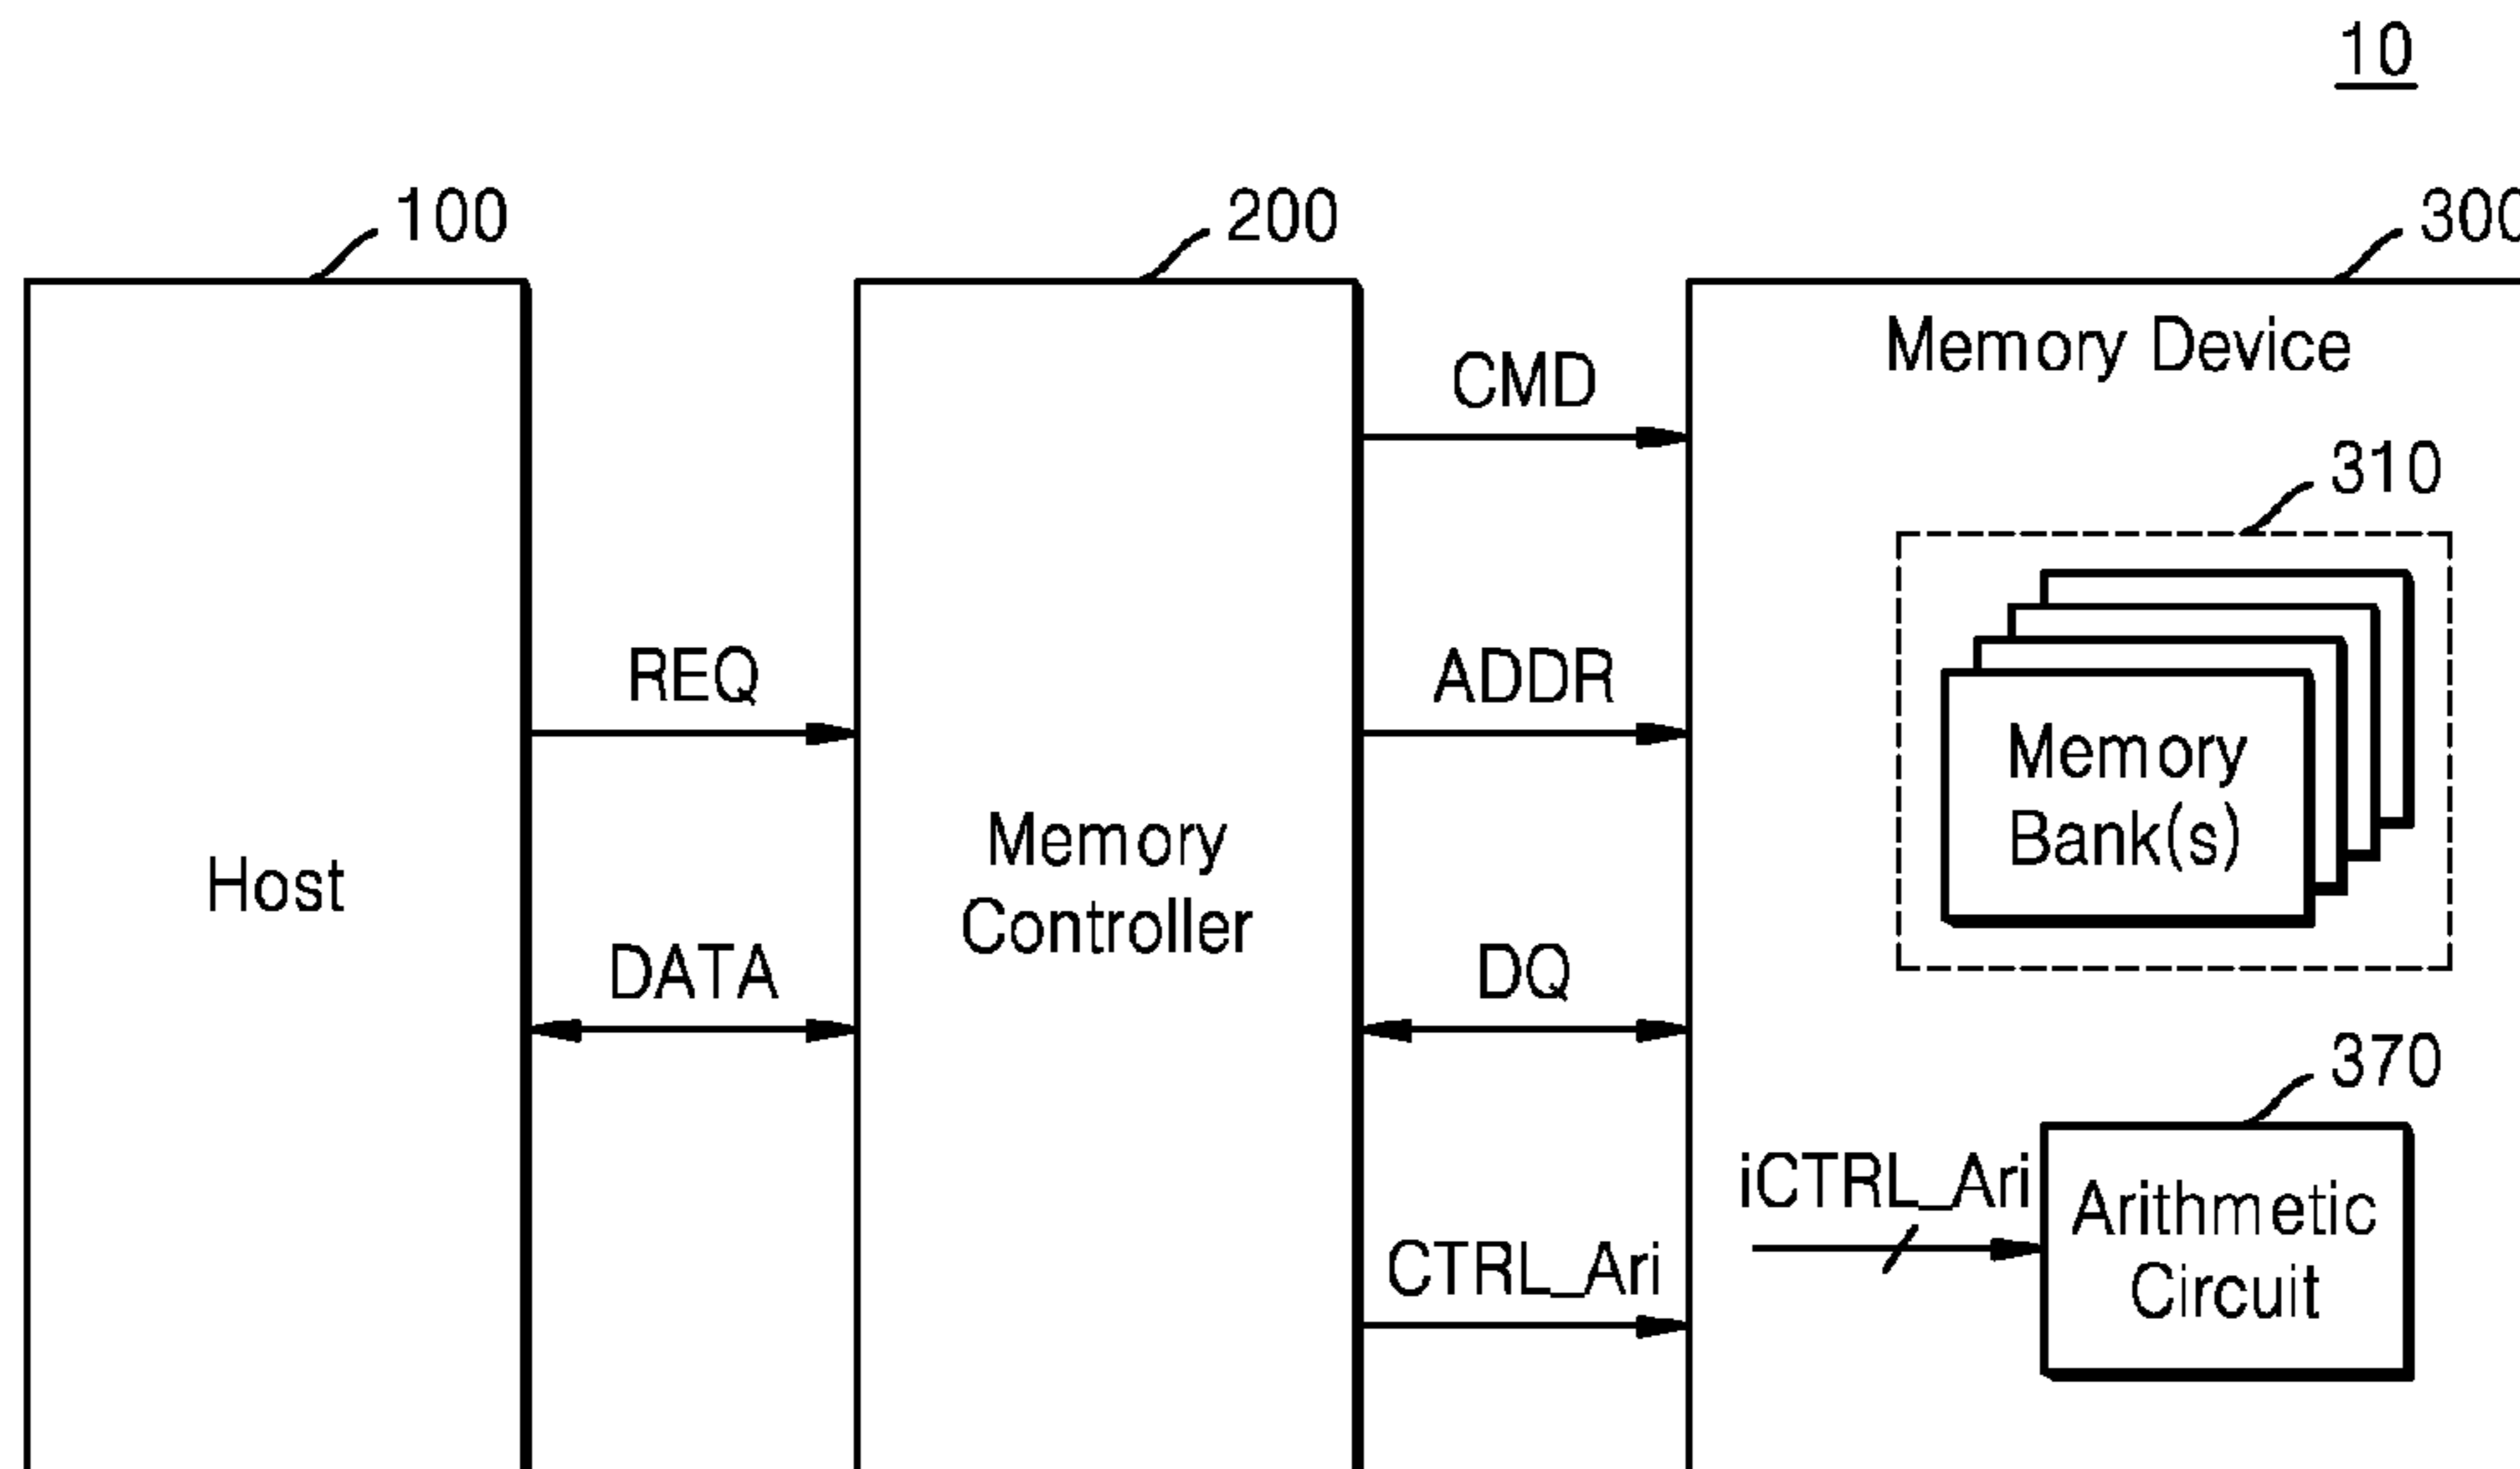 10
100
200
300
Memory Device
CMD
310
REQ
ADDR
Memory
Bank(s)
Memory
Controller
Host
DATA
DQ
370
iCTRL_Ari
Arithmetic
Circuit
CTRL_Ari